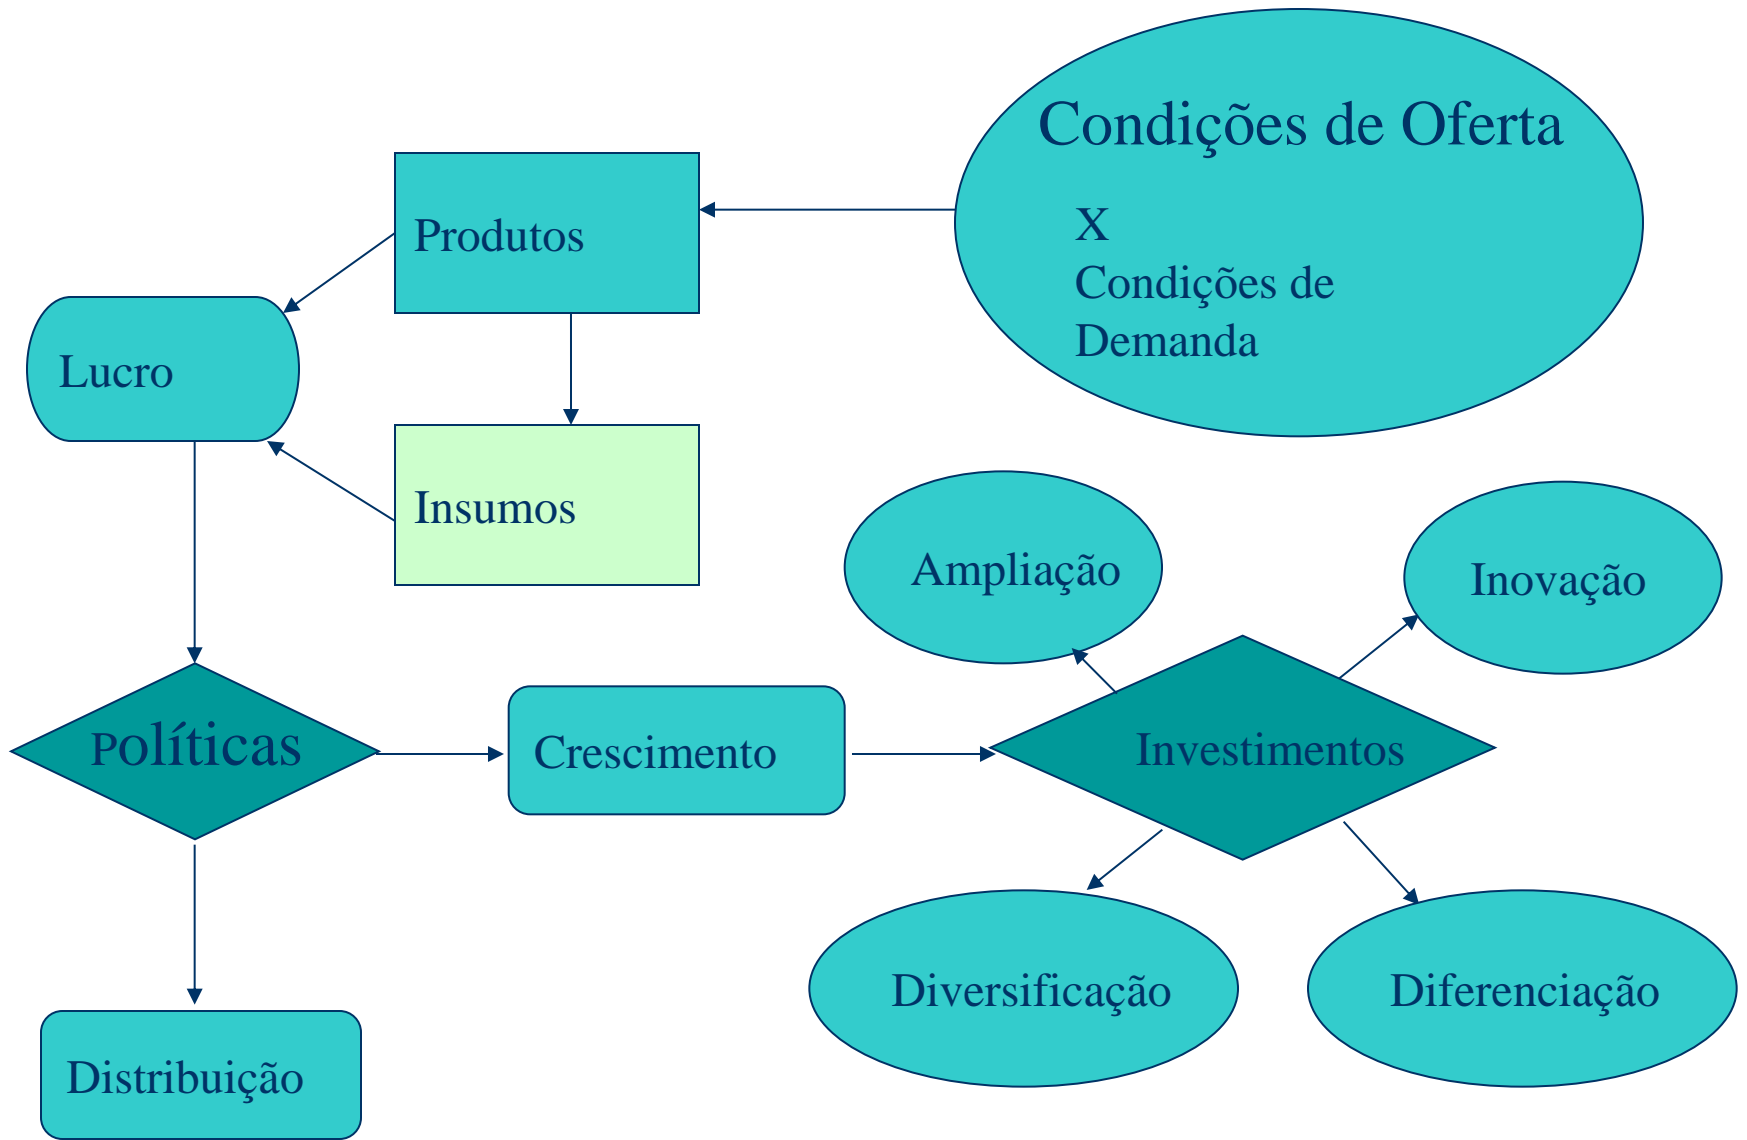 Condições de Oferta
X
Condições de
Demanda
Produtos
Lucro
Insumos
Ampliação
Inovação
Políticas
Crescimento
Investimentos
Diversificação
Diferenciação
Distribuição